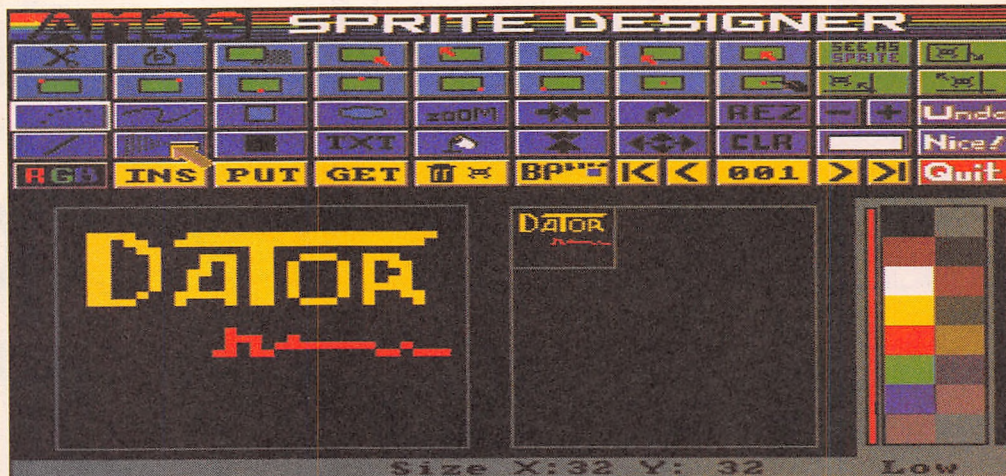 AMOS SPRITE DESIGNER
SEE AS SPRITE
ZOOM REZ - + Undo
TXT CLR Nice!
RGB INS PUT GET BP 001 Quit
DATOR
DATOR
Size X:32 Y: 32 Low